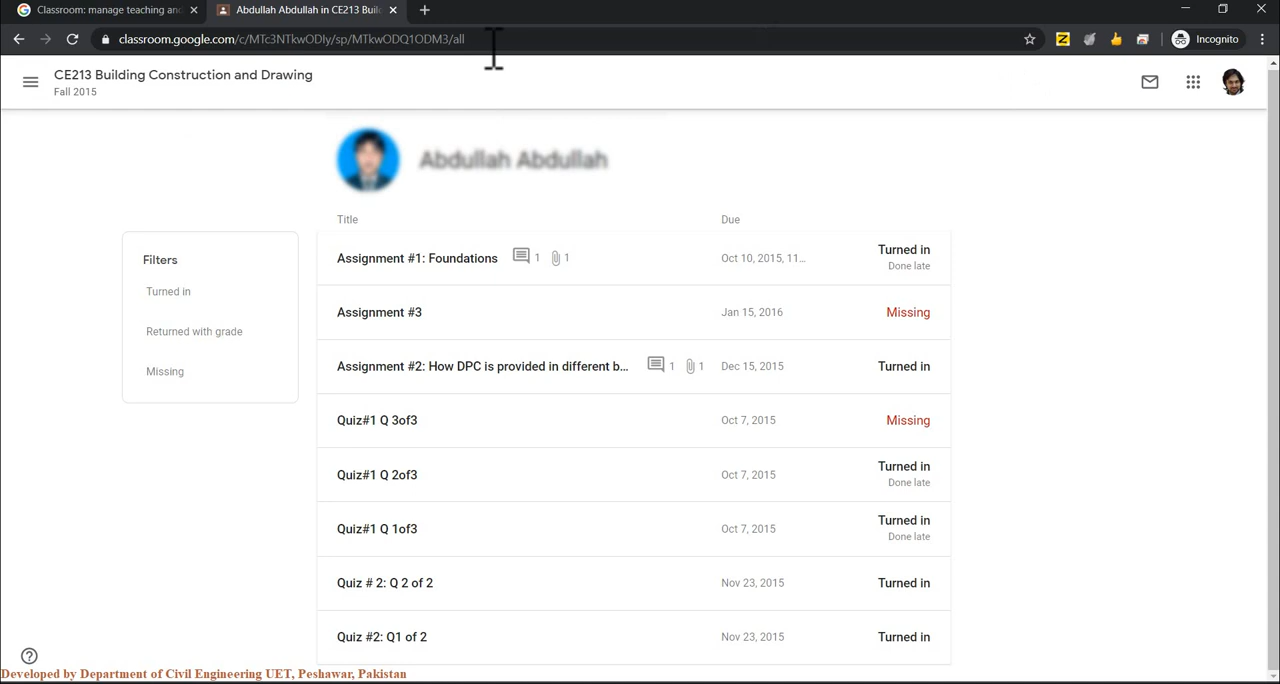 Classroom: manage teaching and
Abdullah Abdullah in CE213 Buil
classroom.google.com/c/MTc3NTkwODIy/sp/MTkwODQ1ODM3/all
Incognito
CE213 Building Construction and Drawing
Fall 2015
Abdullah Abdullah
Title
Due
Filters
Turned in
Returned with grade
Missing
Assignment #1: Foundations 1 1 Oct 10, 2015, 11... Turned in
Done late
Assignment #3 Jan 15, 2016 Missing
Assignment #2: How DPC is provided in different b... 1 1 Dec 15, 2015 Turned in
Quiz#1 Q 3of3 Oct 7, 2015 Missing
Quiz#1 Q 2of3 Oct 7, 2015 Turned in
Done late
Quiz#1 Q 1of3 Oct 7, 2015 Turned in
Done late
Quiz # 2: Q 2 of 2 Nov 23, 2015 Turned in
Quiz #2: Q1 of 2 Nov 23, 2015 Turned in
Developed by Department of Civil Engineering UET, Peshawar, Pakistan